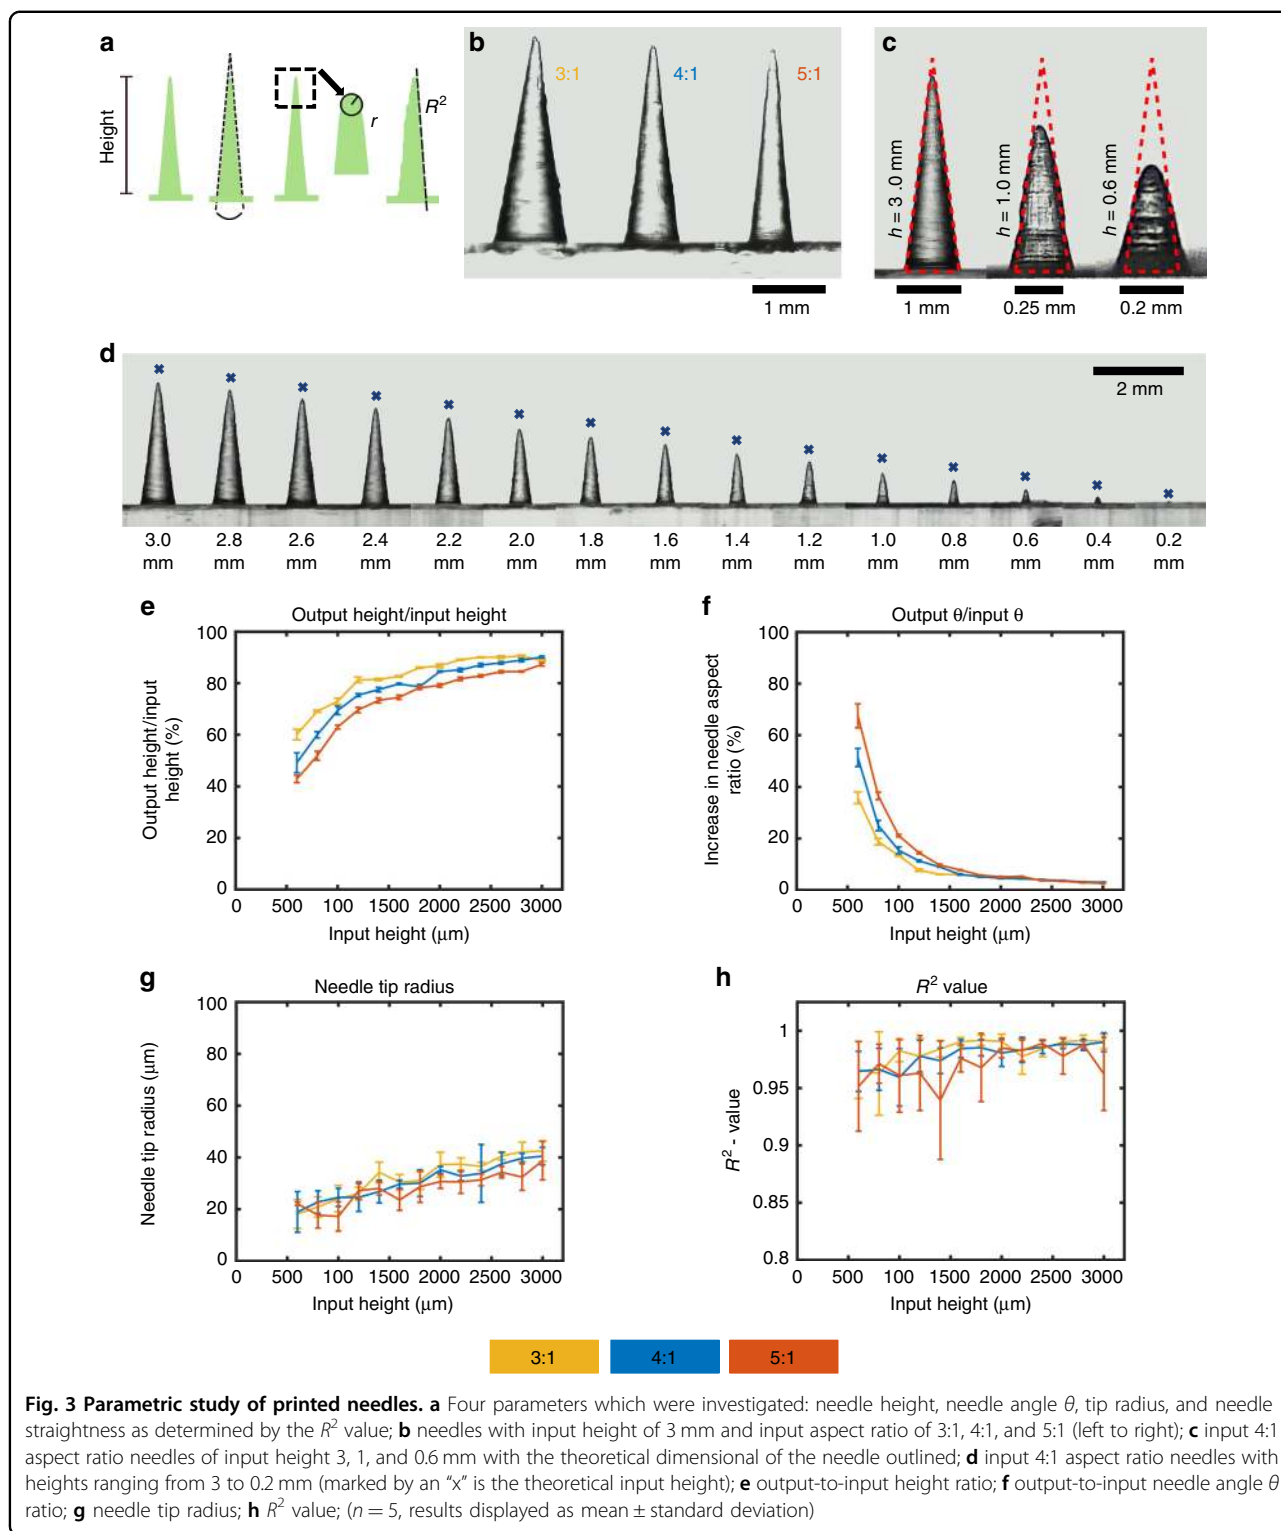 a
Height
r
R²
b
3:1
4:1
5:1
1 mm
c
h = 3 .0 mm
h = 1.0 mm
h = 0.6 mm
1 mm
0.25 mm
0.2 mm
d
2 mm
3.0 mm
2.8 mm
2.6 mm
2.4 mm
2.2 mm
2.0 mm
1.8 mm
1.6 mm
1.4 mm
1.2 mm
1.0 mm
0.8 mm
0.6 mm
0.4 mm
0.2 mm
e
Output height/input height
Output height/input
height (%)
100
80
60
40
20
0
0 500 100 1500 2000 2500 3000
Input height (μm)
f
Output θ/input θ
Increase in needle aspect
ratio (%)
100
80
60
40
20
0
0 500 100 1500 2000 2500 3000
Input height (μm)
g
Needle tip radius
Needle tip radius (μm)
100
80
60
40
20
0
0 500 100 1500 2000 2500 3000
Input height (μm)
h
R² value
R² - value
1
0.95
0.9
0.85
0.8
0 500 100 1500 2000 2500 3000
Input height (μm)
3:1
4:1
5:1
Fig. 3 Parametric study of printed needles. a Four parameters which were investigated: needle height, needle angle θ, tip radius, and needle
straightness as determined by the R² value; b needles with input height of 3 mm and input aspect ratio of 3:1, 4:1, and 5:1 (left to right); c input 4:1
aspect ratio needles of input height 3, 1, and 0.6 mm with the theoretical dimensional of the needle outlined; d input 4:1 aspect ratio needles with
heights ranging from 3 to 0.2 mm (marked by an “x” is the theoretical input height); e output-to-input height ratio; f output-to-input needle angle θ
ratio; g needle tip radius; h R² value; (n = 5, results displayed as mean ± standard deviation)